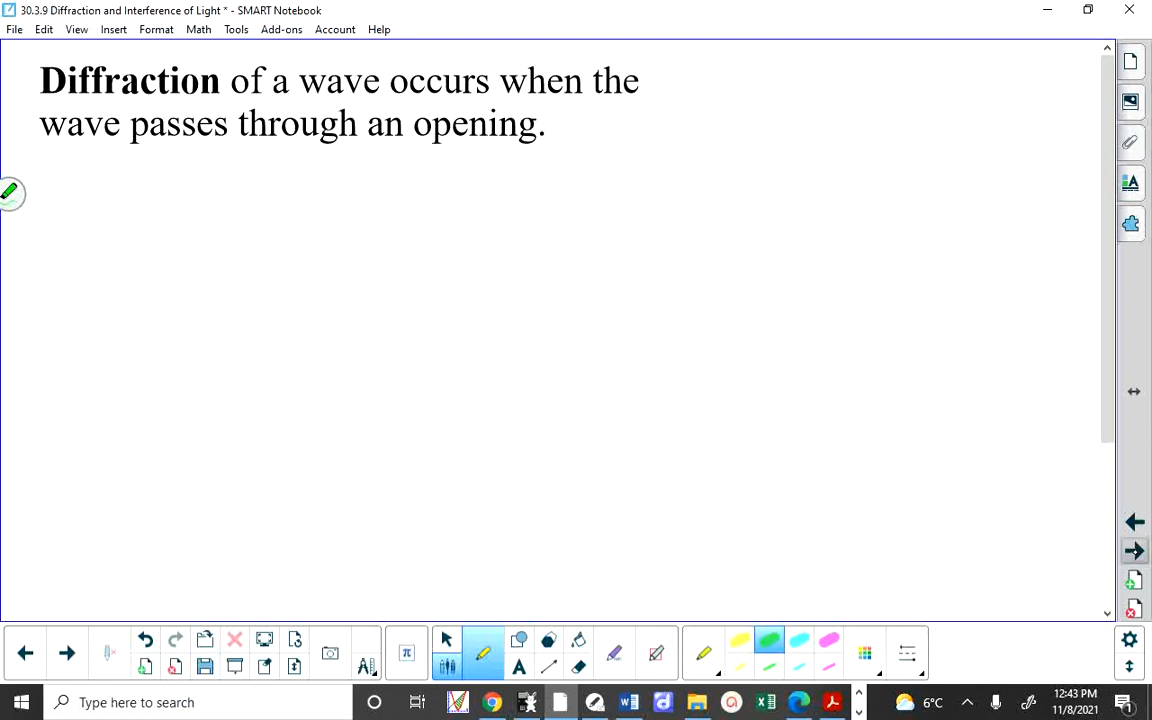 30.3.9 Diffraction and Interference of Light * - SMART Notebook
File Edit View Insert Format Math Tools Add-ons Account Help
Diffraction of a wave occurs when the
wave passes through an opening.
Type here to search
6°C
12:43 PM
11/8/2021